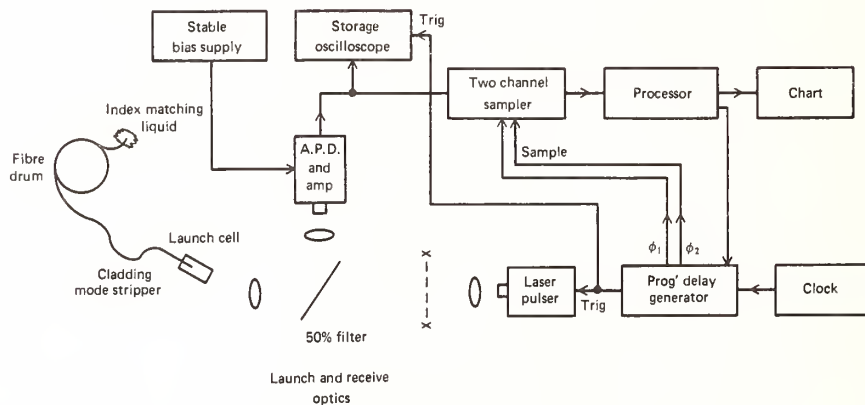 Stable
bias supply
Storage
oscilloscope
Trig
Two channel
sampler
Processor
Chart
Index matching
liquid
Fibre
drum
A.P.D.
and
amp
Sample
Launch cell
Cladding
mode stripper
ϕ1
ϕ2
Laser
pulser
Trig
Prog' delay
generator
Clock
50% filter
Launch and receive
optics